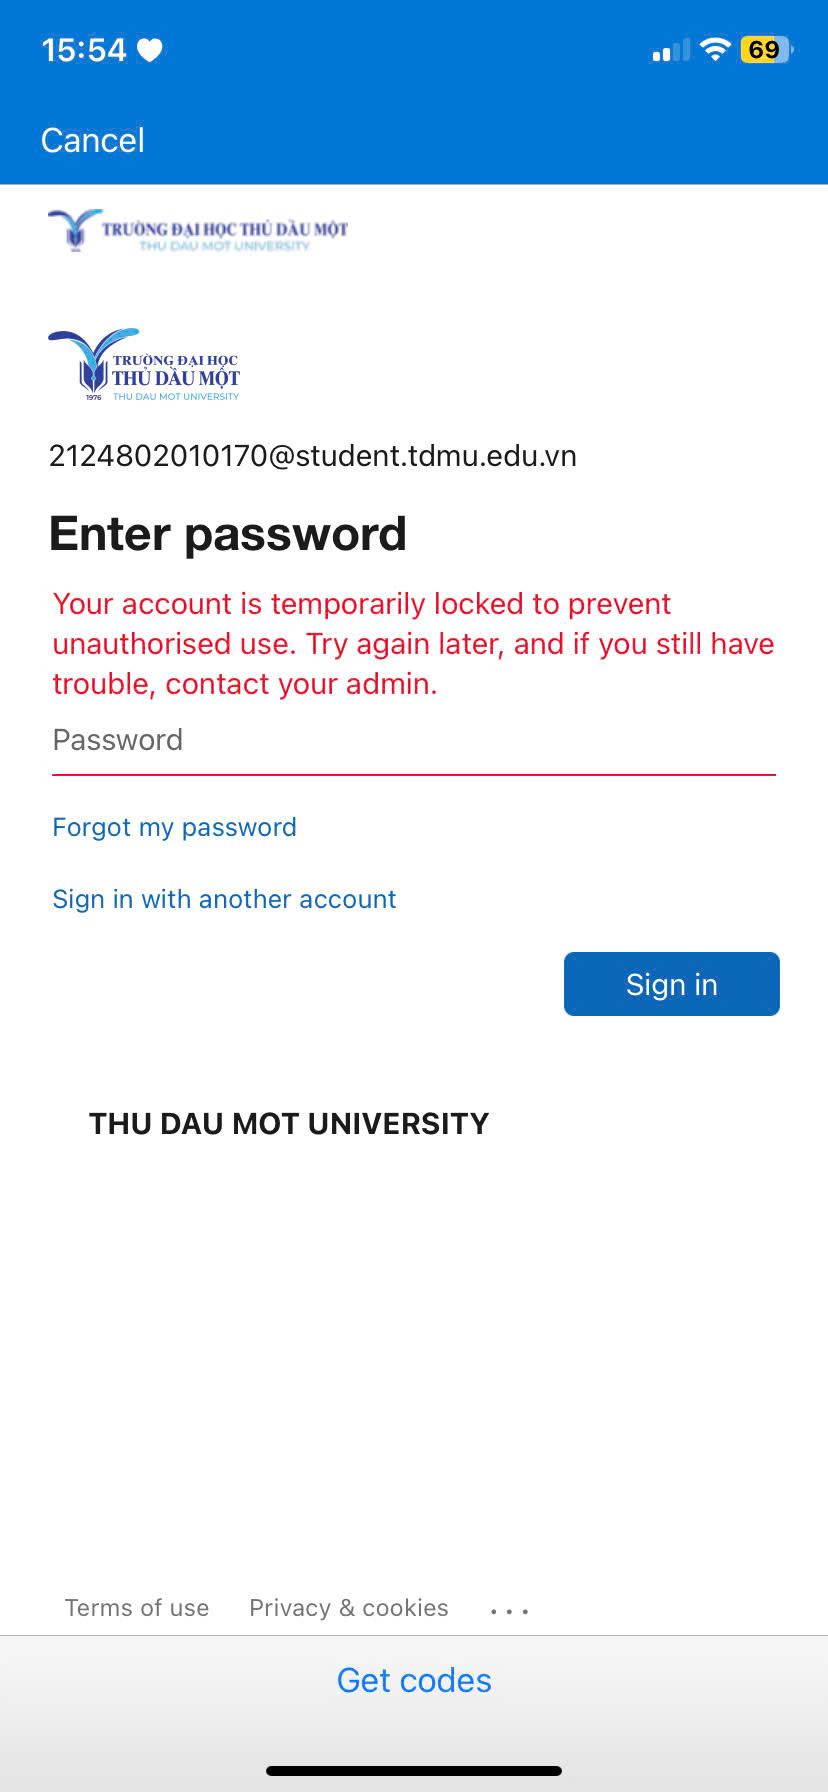 15:54
69
Cancel
TRƯỜNG ĐẠI HỌC THỦ DẦU MỘT
THU DAU MOT UNIVERSITY
TRƯỜNG ĐẠI HỌC
THỦ DẦU MỘT
1976 THU DAU MOT UNIVERSITY
2124802010170@student.tdmu.edu.vn
Enter password
Your account is temporarily locked to prevent
unauthorised use. Try again later, and if you still have
trouble, contact your admin.
Password
Forgot my password
Sign in with another account
Sign in
THU DAU MOT UNIVERSITY
Terms of use Privacy & cookies ...
Get codes